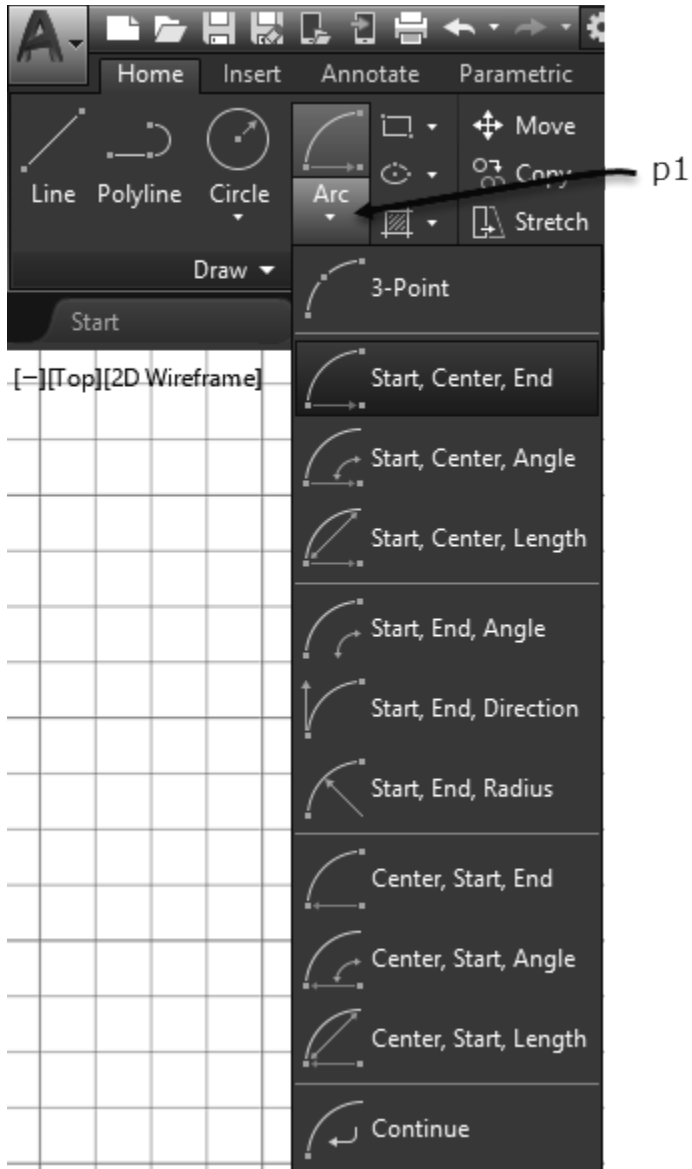 A
Home Insert Annotate Parametric
Move
Copy
p1
Line Polyline Circle Arc
Stretch
Draw
3-Point
Start
[−][Top][2D Wireframe]
Start, Center, End
Start, Center, Angle
Start, Center, Length
Start, End, Angle
Start, End, Direction
Start, End, Radius
Center, Start, End
Center, Start, Angle
Center, Start, Length
Continue